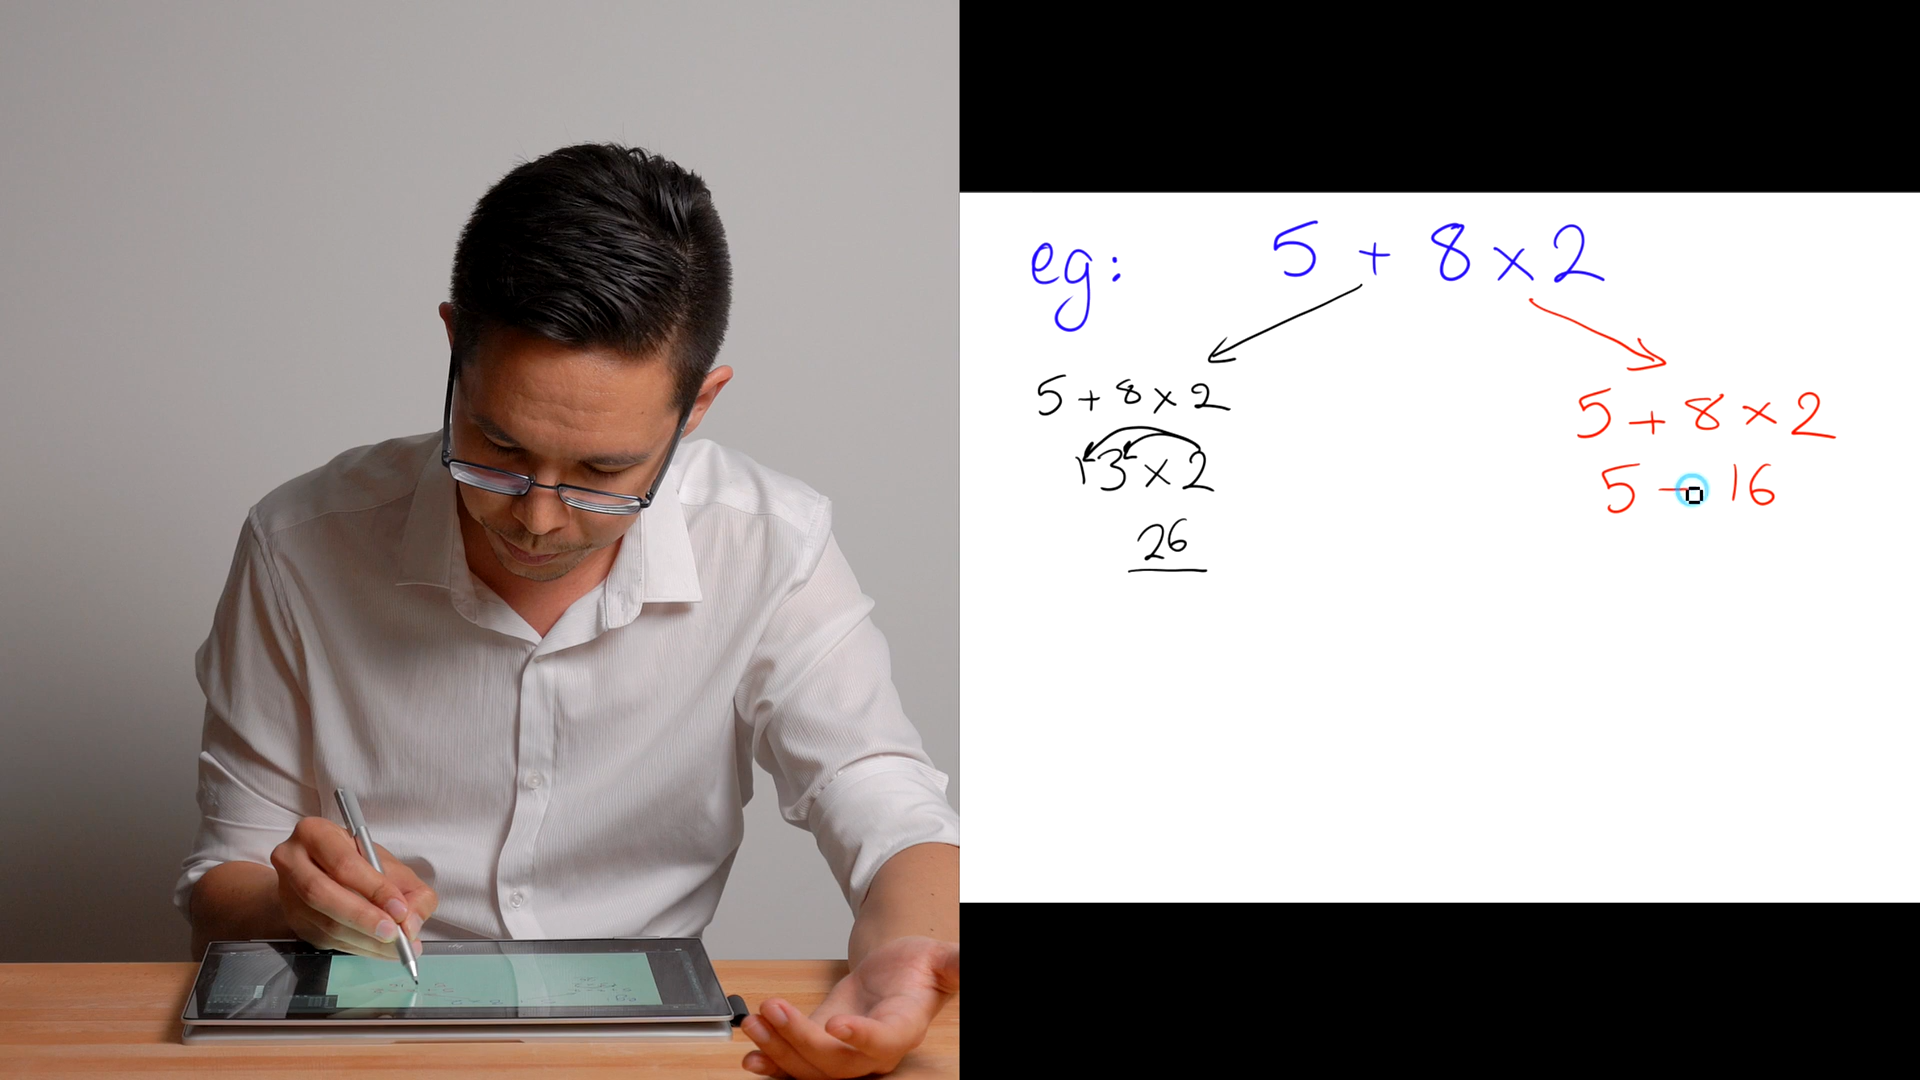 eg: 5 + 8 x 2
5 + 8 x 2
13 x 2
26
5 + 8 x 2
5 – 16